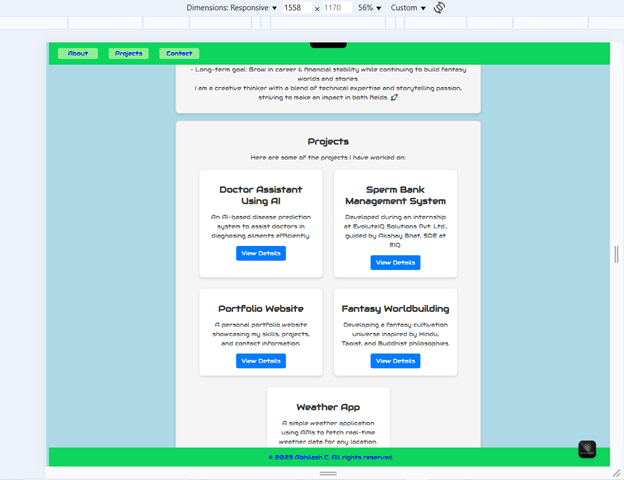 Dimensions: Responsive ▼ 1558 × 1170 56% ▼ Custom ▼
About Projects Contact
- Long-term goal: Grow in career & financial stability while continuing to build fantasy
worlds and stories.
I am a creative thinker with a blend of technical expertise and storytelling passion,
striving to make an impact in both fields. 🚀
Projects
Here are some of the projects I have worked on:
Doctor Assistant
Using AI
An AI-based disease prediction
system to assist doctors in
diagnosing ailments efficiently.
View Details
Sperm Bank
Management System
Developed during an internship
at EvoluteIQ Solutions Pvt. Ltd.,
guided by Akshay Bhat, SDE at
EIQ.
View Details
Portfolio Website
A personal portfolio website
showcasing my skills, projects,
and contact information.
View Details
Fantasy Worldbuilding
Developing a fantasy cultivation
universe inspired by Hindu,
Taoist, and Buddhist philosophies.
View Details
Weather App
A simple weather application
using APIs to fetch real-time
weather data for any location.
© 2023 Abhilash C. All rights reserved.